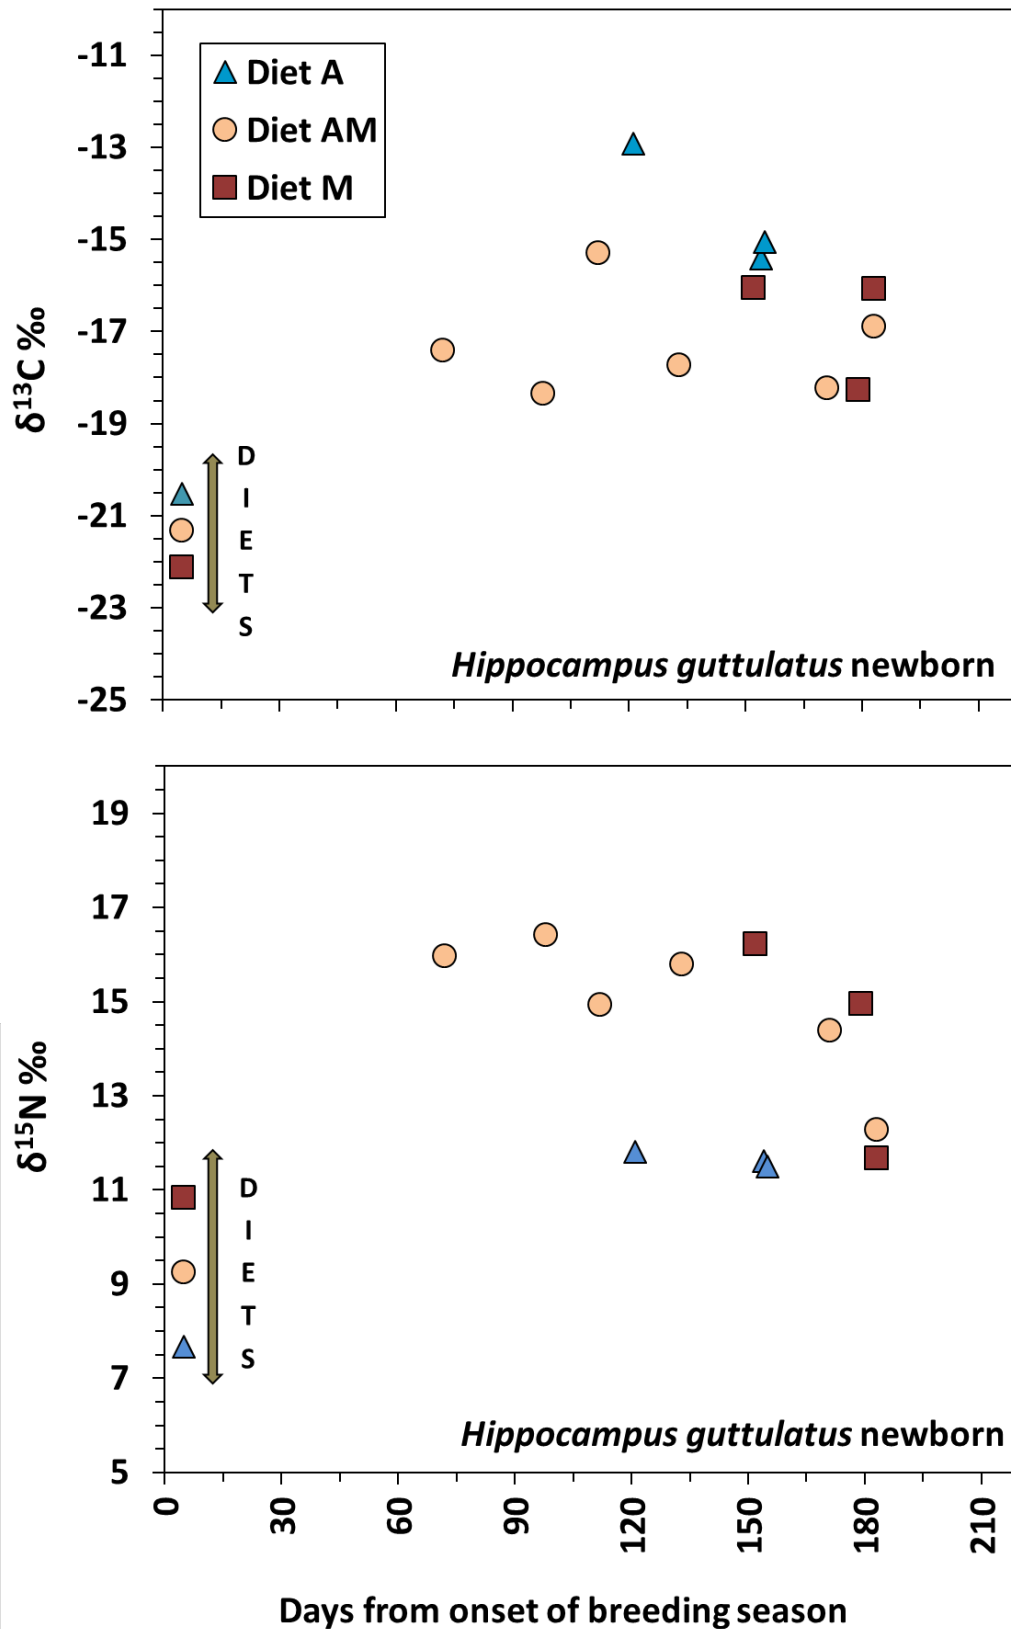 -11
-13
-15
-17
-19
-21
-23
-25
δ¹³C ‰
Diet A
Diet AM
Diet M
D
I
E
T
S
Hippocampus guttulatus newborn
19
17
15
13
11
9
7
5
δ¹⁵N ‰
D
I
E
T
S
Hippocampus guttulatus newborn
0 30 60 90 120 150 180 210
Days from onset of breeding season